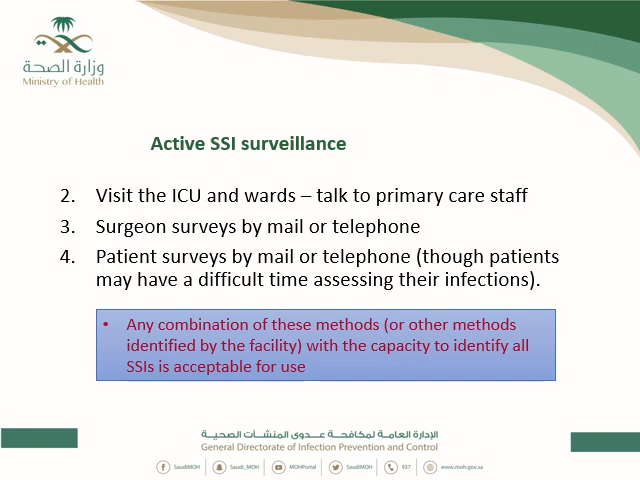 وزارة الصحة
Ministry of Health
Active SSI surveillance
2. Visit the ICU and wards – talk to primary care staff
3. Surgeon surveys by mail or telephone
4. Patient surveys by mail or telephone (though patients
may have a difficult time assessing their infections).
• Any combination of these methods (or other methods
identified by the facility) with the capacity to identify all
SSIs is acceptable for use
الإدارة العامة لمكافحة عدوى المنشآت الصحية
General Directorate of Infection Prevention and Control
SaudiMOH Saudi_MOH MOHPortal SaudiMOH 937 www.moh.gov.sa